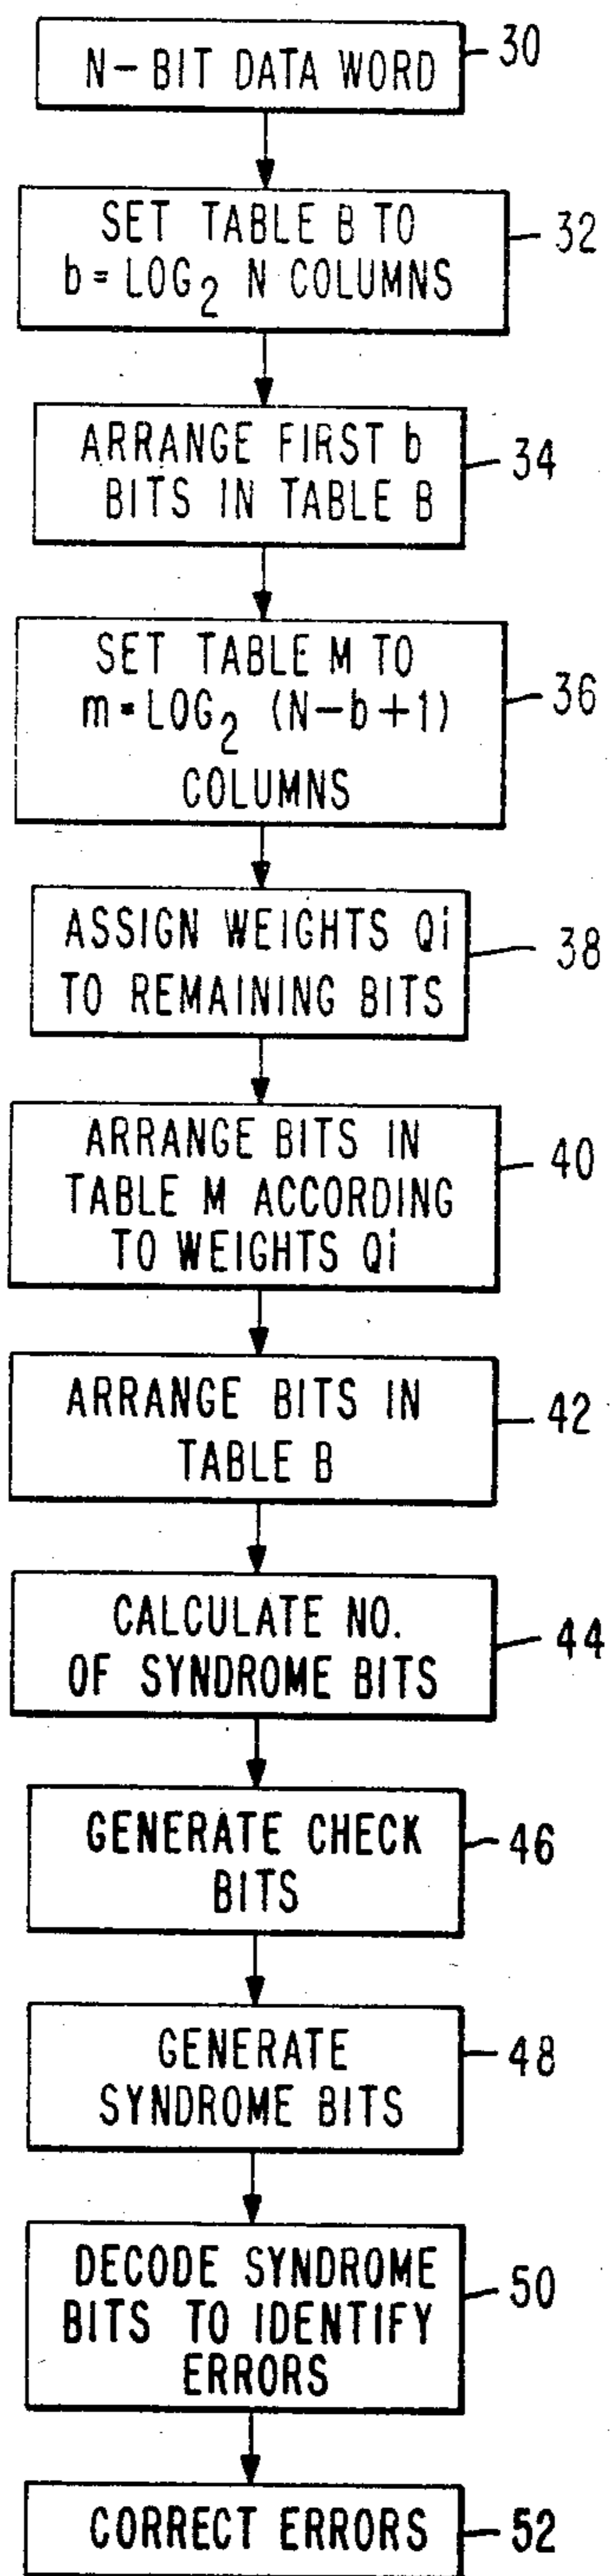 N-BIT DATA WORD
30
SET TABLE B TO
b = LOG2 N COLUMNS
32
ARRANGE FIRST b
BITS IN TABLE B
34
SET TABLE M TO
m = LOG2 (N-b+1)
COLUMNS
36
ASSIGN WEIGHTS Qi
TO REMAINING BITS
38
ARRANGE BITS IN
TABLE M ACCORDING
TO WEIGHTS Qi
40
ARRANGE BITS IN
TABLE B
42
CALCULATE NO.
OF SYNDROME BITS
44
GENERATE CHECK
BITS
46
GENERATE
SYNDROME BITS
48
DECODE SYNDROME
BITS TO IDENTIFY
ERRORS
50
CORRECT ERRORS
52